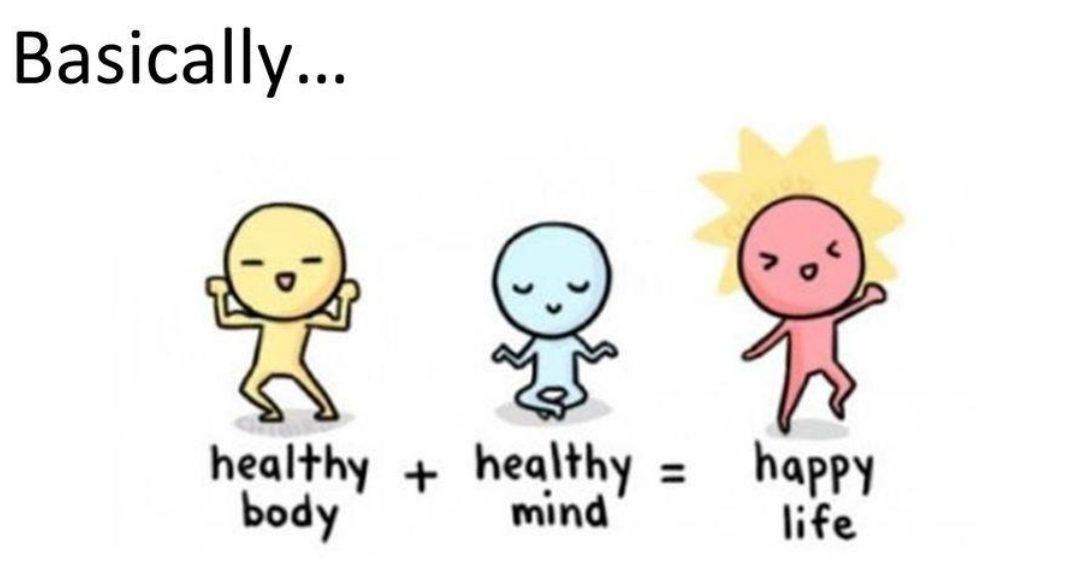 Basically...
healthy + healthy = happy
body mind life